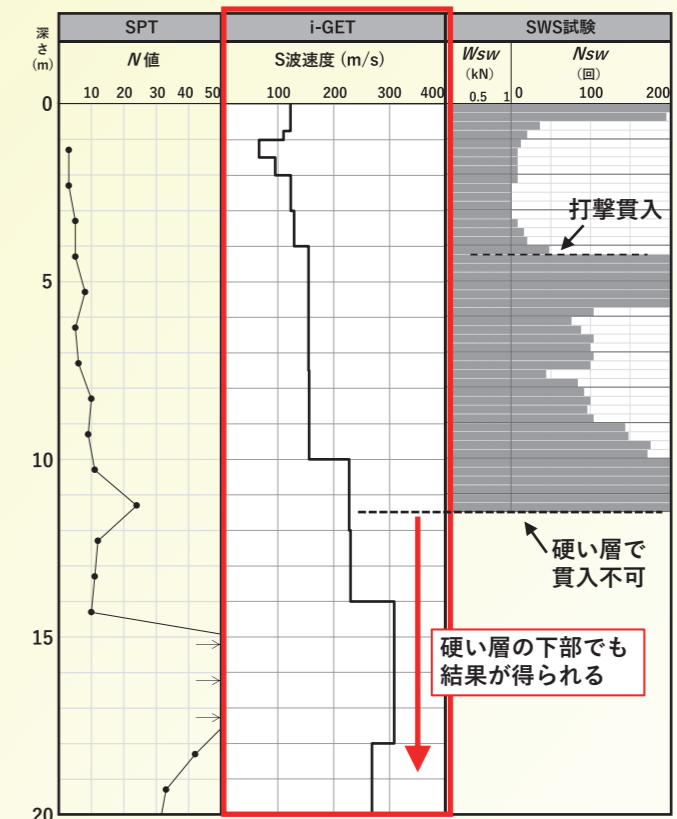 深さ(m)
SPT
i-GET
SWS試験
N値
S波速度 (m/s)
Wsw
(kN)
Nsw
(回)
10 20 30 40 50
100 200 300 400
0.5 1
0 100 200
0
打撃貫入
5
10
硬い層で
貫入不可
15
硬い層の下部でも
結果が得られる
20